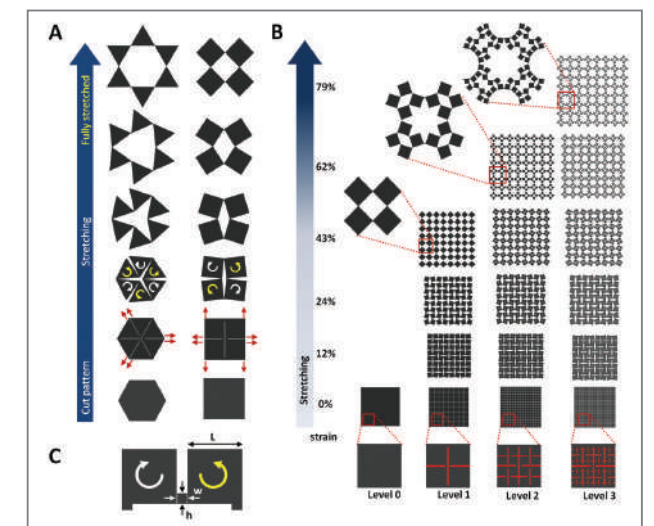 A
B
Fully stretched
Stretching
Cut pattern
79%
62%
43%
24%
12%
0%
Stretching
strain
C
L
w
h
Level 0
Level 1
Level 2
Level 3